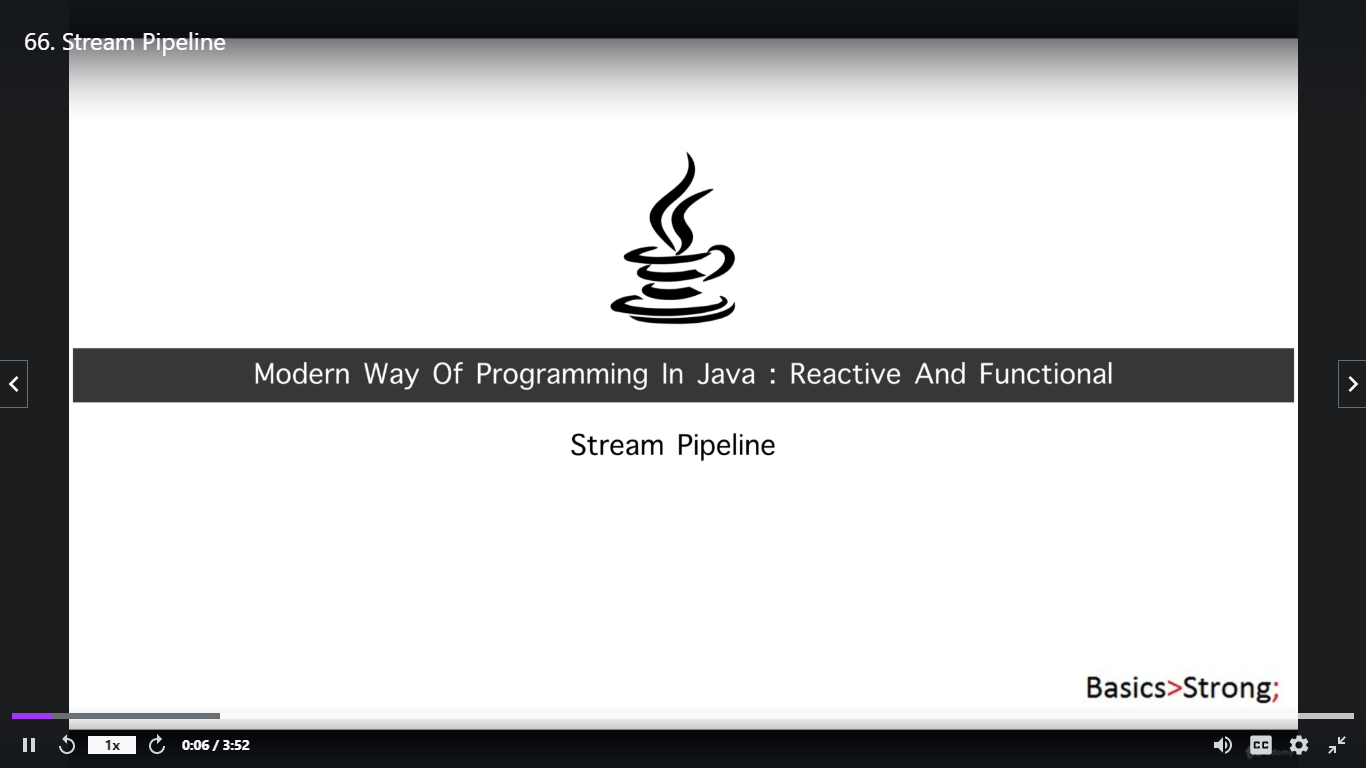 66. Stream Pipeline
Modern Way Of Programming In Java : Reactive And Functional
Stream Pipeline
Basics>Strong;
1x
0:06 / 3:52
CC